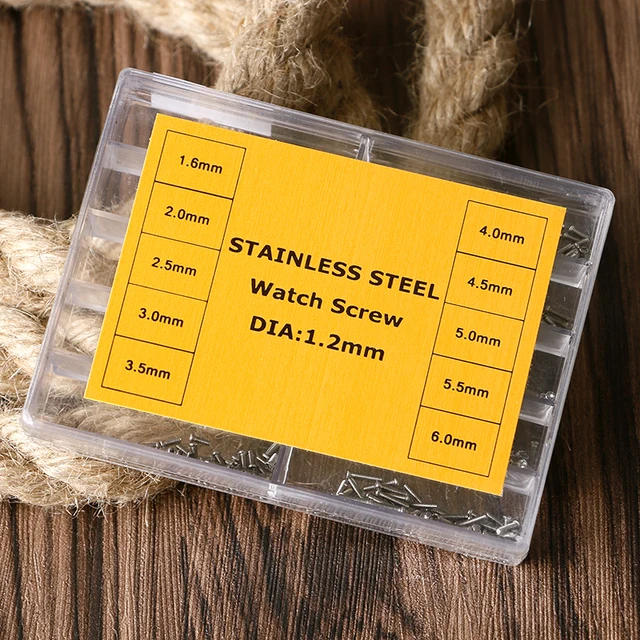 1.6mm
2.0mm
2.5mm
3.0mm
3.5mm
STAINLESS STEEL
Watch Screw
DIA:1.2mm
4.0mm
4.5mm
5.0mm
5.5mm
6.0mm